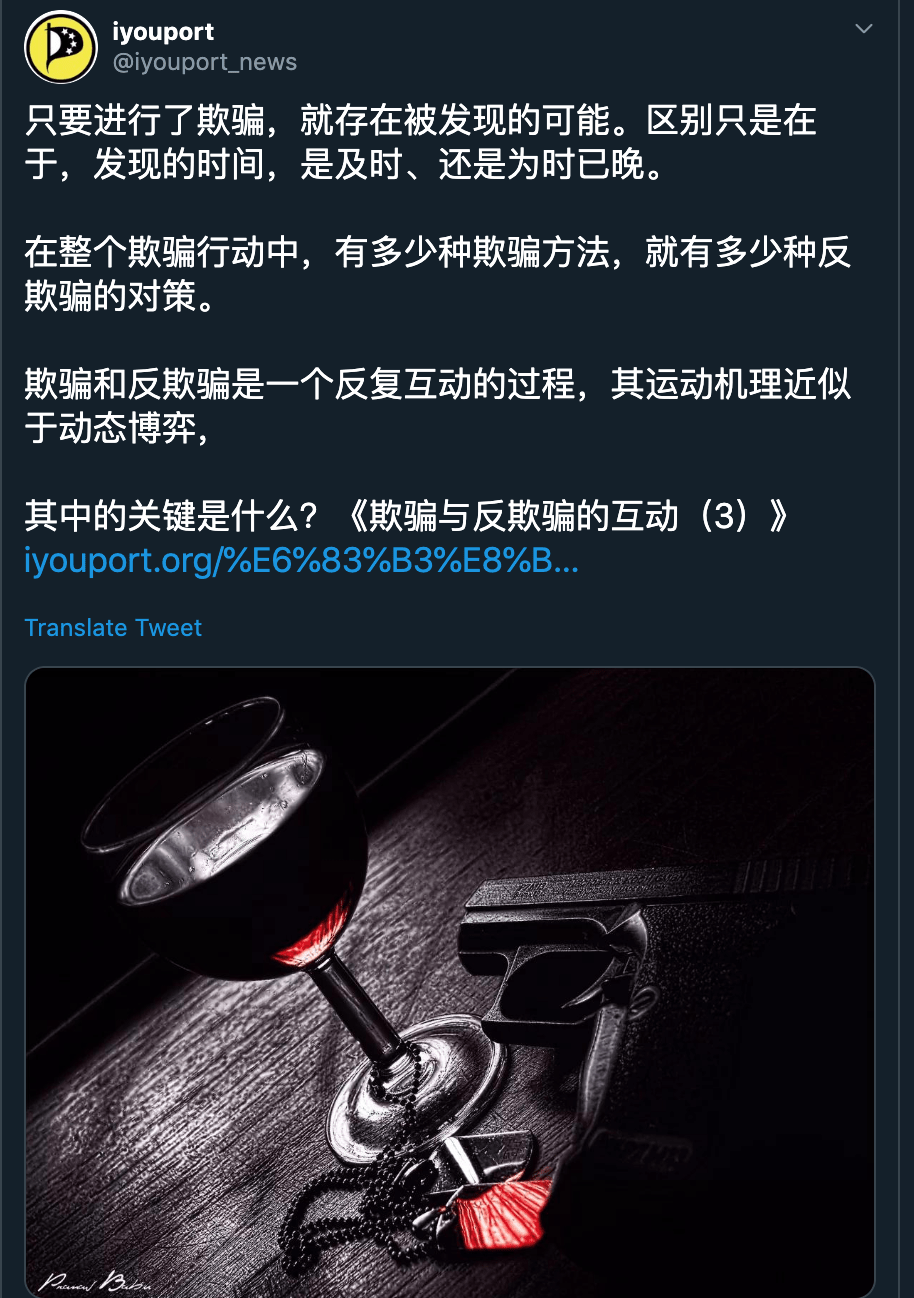 iyouport
@iyouport_news
只要进行了欺骗，就存在被发现的可能。区别只是在
于，发现的时间，是及时、还是为时已晚。
在整个欺骗行动中，有多少种欺骗方法，就有多少种反
欺骗的对策。
欺骗和反欺骗是一个反复互动的过程，其运动机理近似
于动态博弈，
其中的关键是什么？《欺骗与反欺骗的互动（3）》
iyouport.org/%E6%83%B3%E8%B...
Translate Tweet